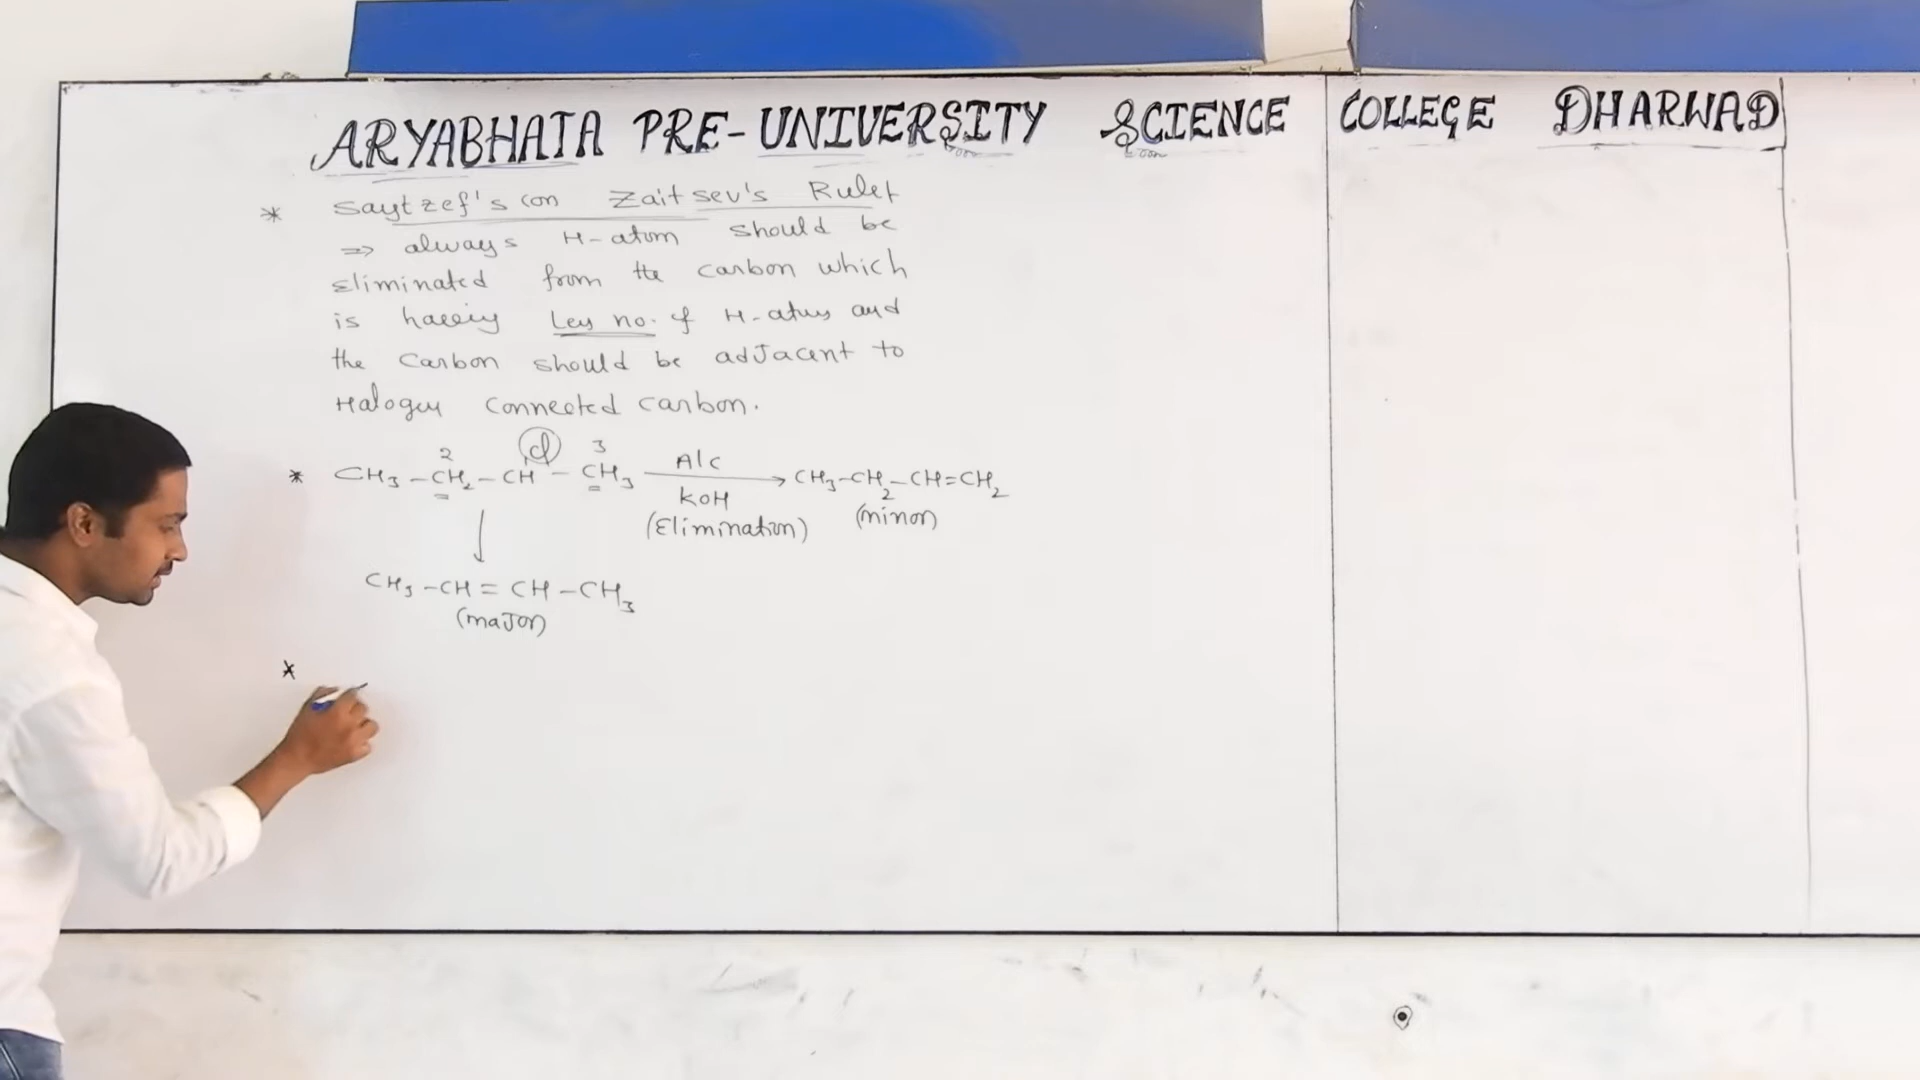 ARYABHATA PRE-UNIVERSITY SCIENCE COLLEGE DHARWAD
* Saytzef's (or) Zaitsev's Rule:
⇒ always H-atom should be
Eliminated from the carbon which
is having Less no. of H-atoms and
the Carbon should be adjacent to
Halogen connected carbon.
2 Cl 3
* CH3-CH2-CH-CH3 Alc KOH → CH3-CH2-CH=CH2
(Elimination) (minor)
↓
CH3-CH=CH-CH3
(major)
*